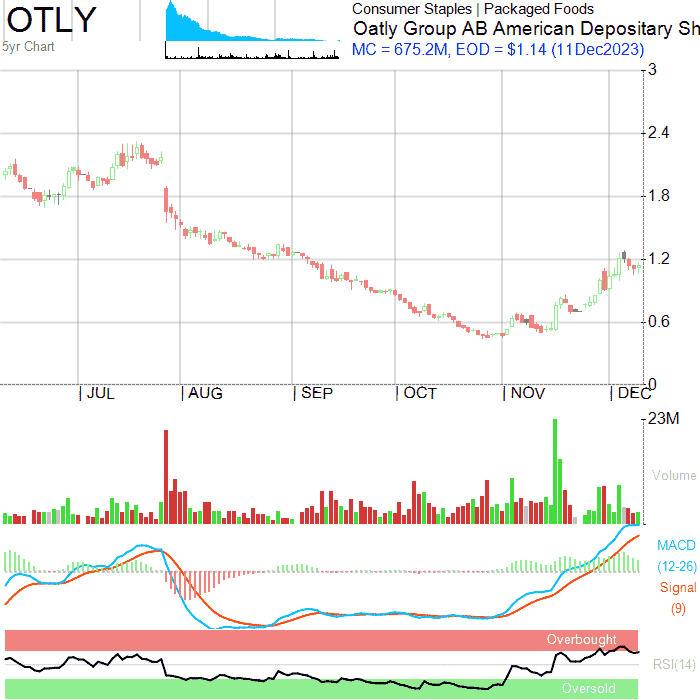 OTLY
5yr Chart
Consumer Staples | Packaged Foods
Oatly Group AB American Depositary Sh
MC = 675.2M, EOD = $1.14 (11Dec2023)
3
2.4
1.8
1.2
0.6
0
| JUL | AUG | SEP | OCT | NOV | DEC
23M
Volume
MACD
(12-26)
Signal
(9)
Overbought
RSI(14)
Oversold